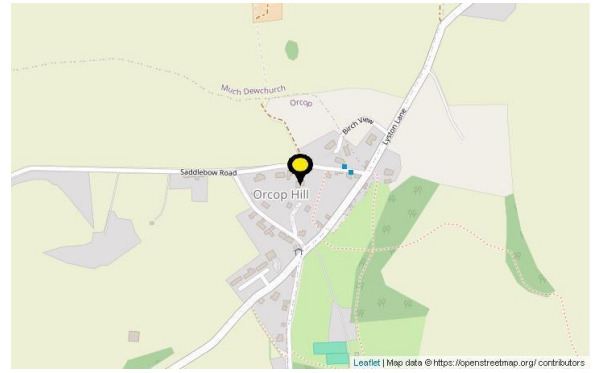 Much Dewchurch
Orcop
Birch View
Lyston Lane
Saddlebow Road
Orcop Hill
Leaflet | Map data © https://openstreetmap.org/ contributors